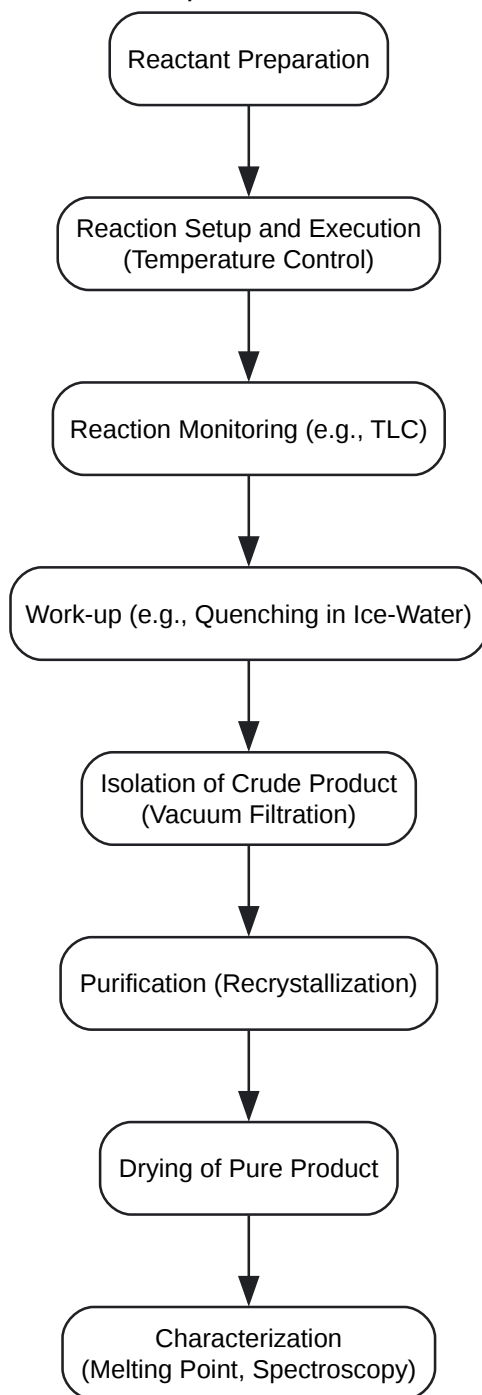 Reactant Preparation
Reaction Setup and Execution
(Temperature Control)
Reaction Monitoring (e.g., TLC)
Work-up (e.g., Quenching in Ice-Water)
Isolation of Crude Product
(Vacuum Filtration)
Purification (Recrystallization)
Drying of Pure Product
Characterization
(Melting Point, Spectroscopy)